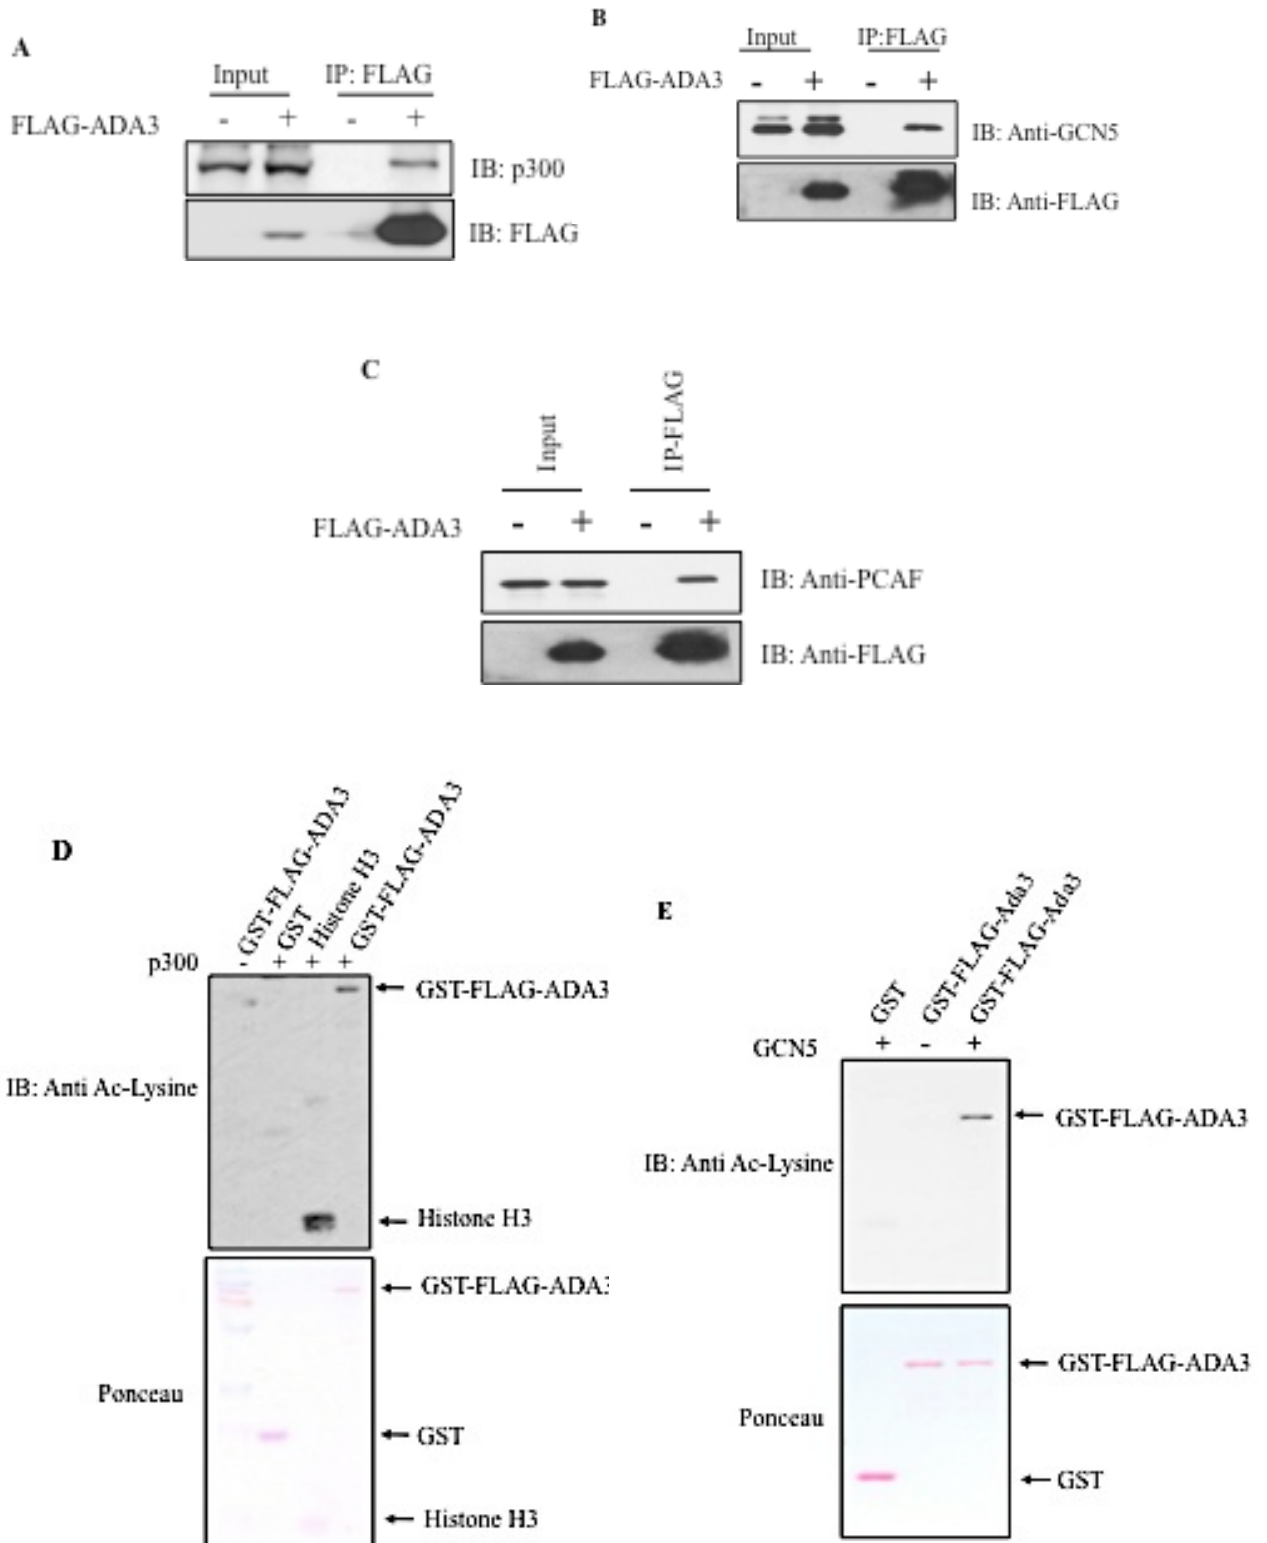 A
Input IP: FLAG
FLAG-ADA3 - + - +
IB: p300
IB: FLAG
B
Input IP:FLAG
FLAG-ADA3 - + - +
IB: Anti-GCN5
IB: Anti-FLAG
C
Input IP-FLAG
FLAG-ADA3 - + - +
IB: Anti-PCAF
IB: Anti-FLAG
D
GST-FLAG-ADA3 GST Histone H3 GST-FLAG-ADA3
p300 - + + +
GST-FLAG-ADA3
IB: Anti Ac-Lysine
Histone H3
GST-FLAG-ADA3
Ponceau
GST
Histone H3
E
GST GST-FLAG-Ada3 GST-FLAG-Ada3
GCN5 + - +
GST-FLAG-ADA3
IB: Anti Ac-Lysine
GST-FLAG-ADA3
Ponceau
GST